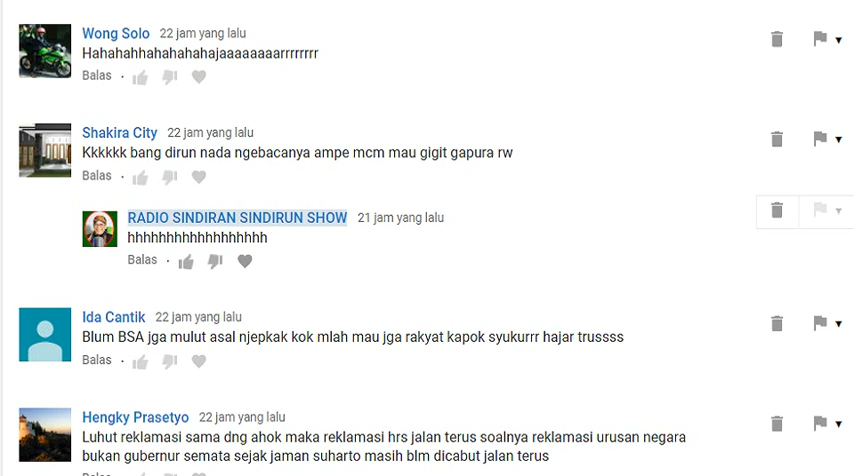 Wong Solo 22 jam yang lalu
Hahahahhahahahahajaaaaaaaarrrrrrrr
Balas
Shakira City 22 jam yang lalu
Kkkkkk bang dirun nada ngebacanya ampe mcm mau gigit gapura rw
Balas
RADIO SINDIRAN SINDIRUN SHOW 21 jam yang lalu
hhhhhhhhhhhhhhhhhh
Balas
Ida Cantik 22 jam yang lalu
Blum BSA jga mulut asal njepkak kok mlah mau jga rakyat kapok syukurrr hajar trussss
Balas
Hengky Prasetyo 22 jam yang lalu
Luhut reklamasi sama dng ahok maka reklamasi hrs jalan terus soalnya reklamasi urusan negara
bukan gubernur semata sejak jaman suharto masih blm dicabut jalan terus
Balas